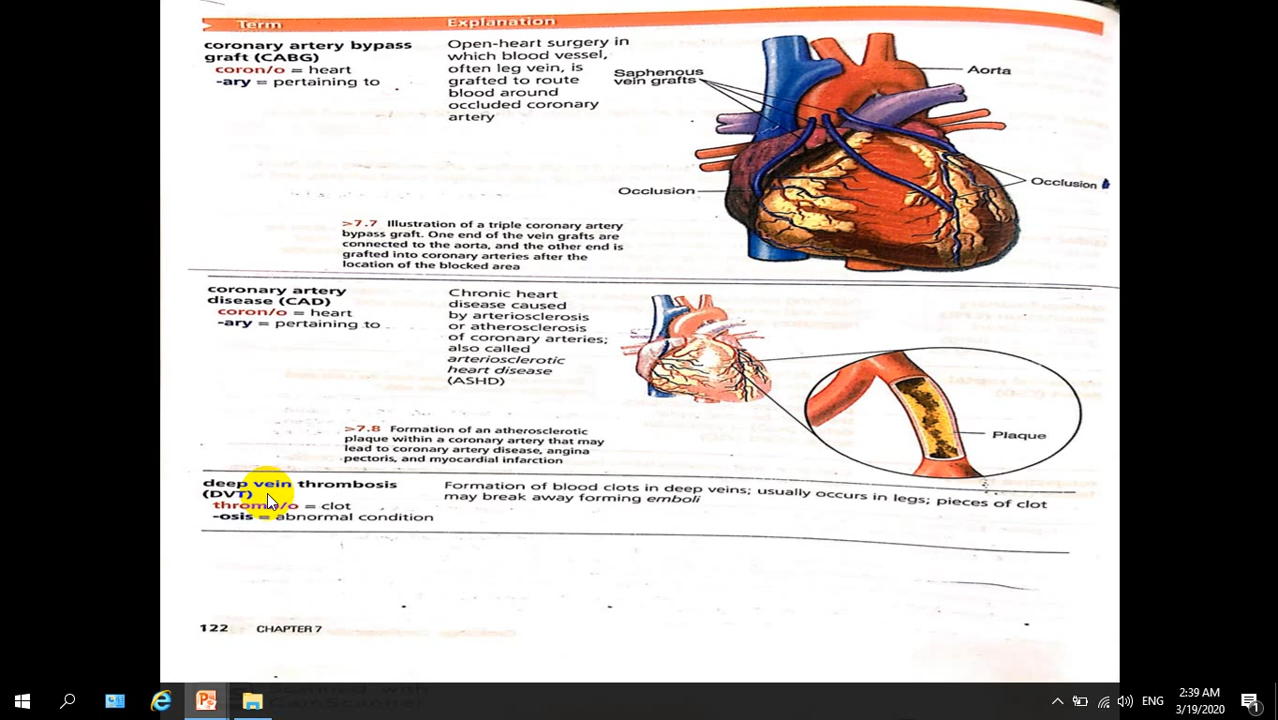 Term Explanation
coronary artery bypass
graft (CABG)
coron/o = heart
-ary = pertaining to
Open-heart surgery in
which blood vessel,
often leg vein, is
grafted to route
blood around
occluded coronary
artery
Saphenous
vein grafts
Aorta
Occlusion
Occlusion
>7.7 Illustration of a triple coronary artery
bypass graft. One end of the vein grafts are
connected to the aorta, and the other end is
grafted into coronary arteries after the
location of the blocked area
coronary artery
disease (CAD)
coron/o = heart
-ary = pertaining to
Chronic heart
disease caused
by arteriosclerosis
or atherosclerosis
of coronary arteries;
also called
arteriosclerotic
heart disease
(ASHD)
Plaque
>7.8 Formation of an atherosclerotic
plaque within a coronary artery that may
lead to coronary artery disease, angina
pectoris, and myocardial infarction
deep vein thrombosis
(DVT)
thromb/o = clot
-osis = abnormal condition
Formation of blood clots in deep veins; usually occurs in legs; pieces of clot
may break away forming emboli
122 CHAPTER 7
ENG
2:39 AM
3/19/2020
1